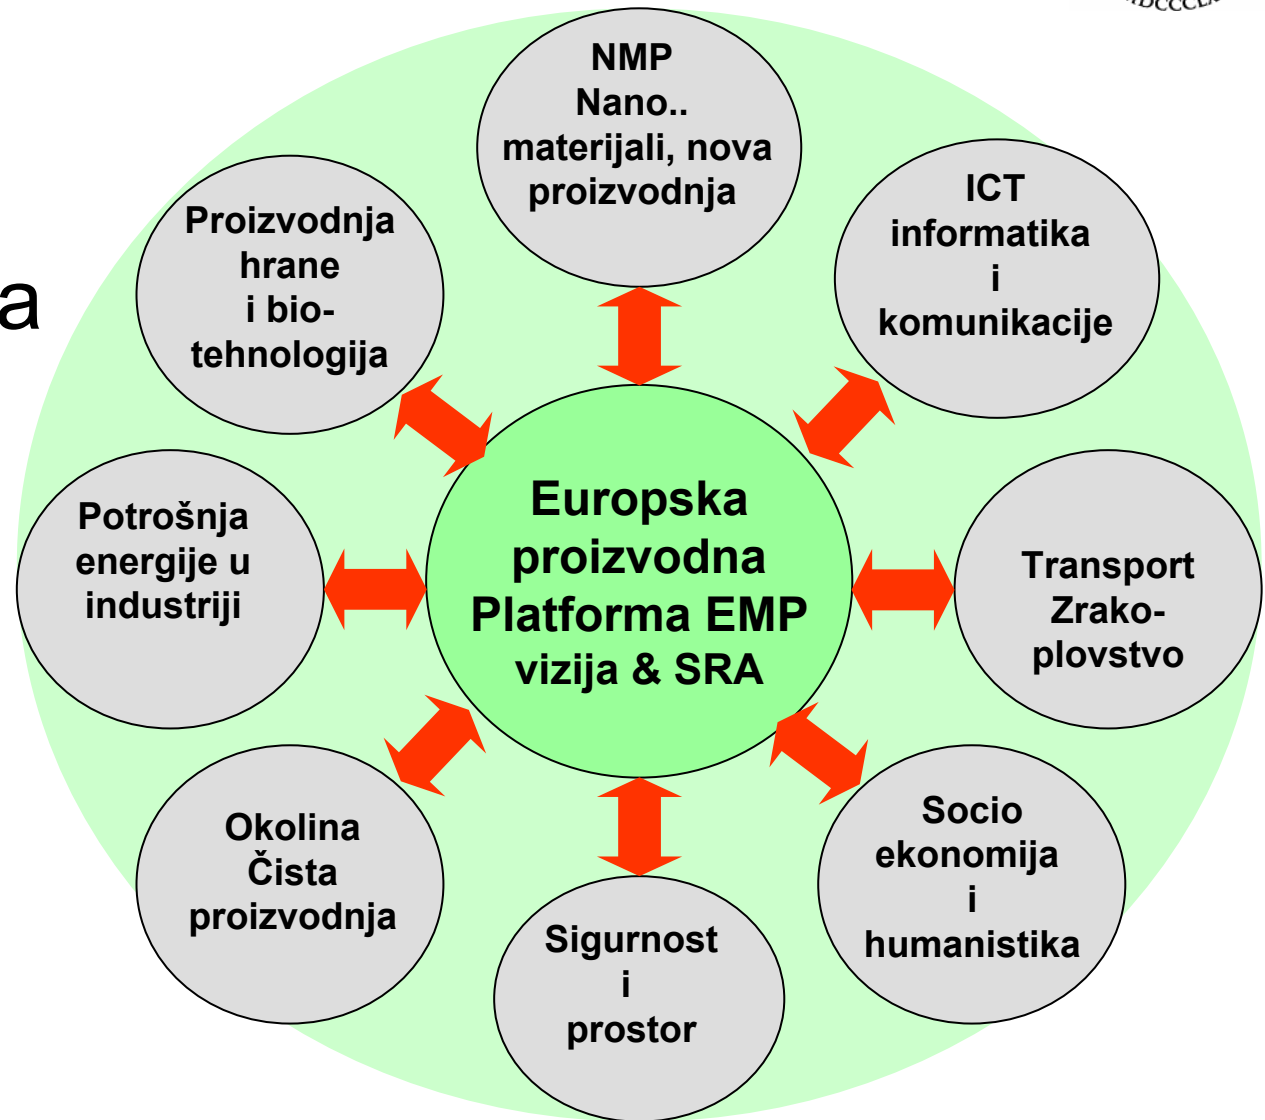 NMP
Nano..
materijali, nova
proizvodnja
ICT
informatika
i
komunikacije
Proizvodnja
hrane
i bio-
tehnologija
a
Potrošnja
energije u
industriji
Europska
proizvodna
Platforma EMP
vizija & SRA
Transport
Zrako-
plovstvo
Okolina
Čista
proizvodnja
Socio
ekonomija
i
humanistika
Sigurnost
i
prostor